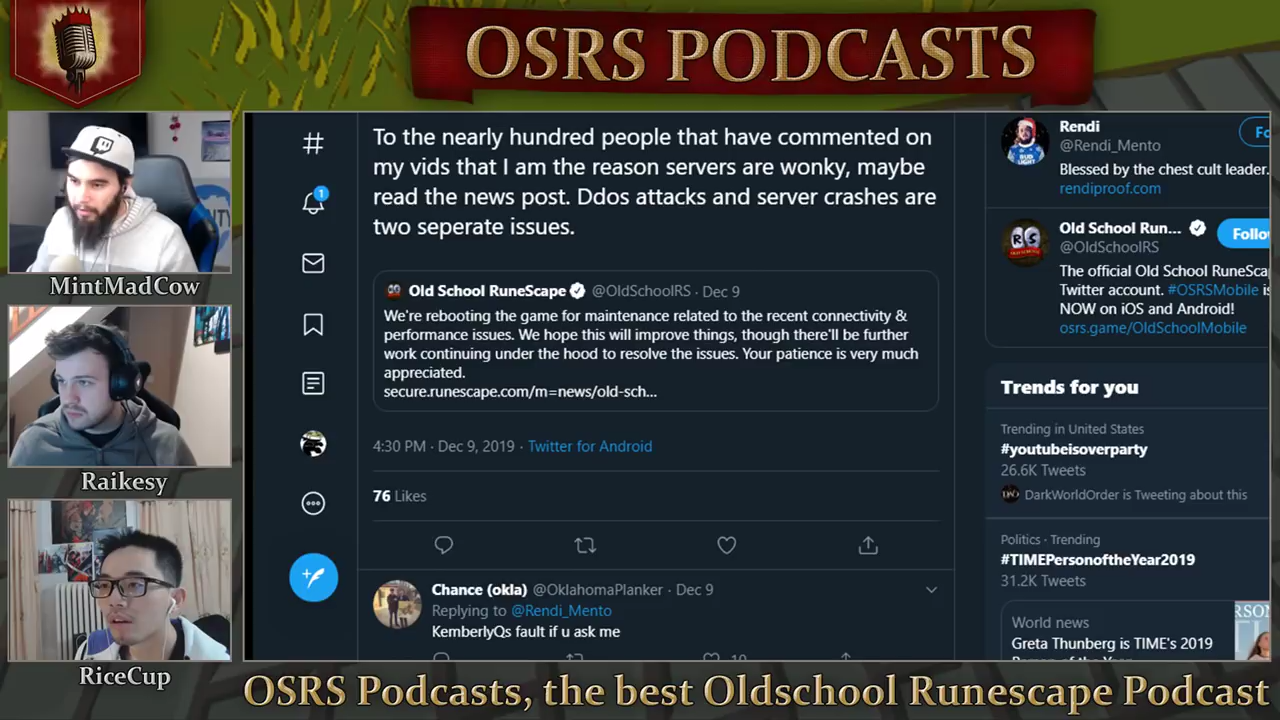 OSRS PODCASTS
MintMadCow
Raikesy
RiceCup
#
1
To the nearly hundred people that have commented on
my vids that I am the reason servers are wonky, maybe
read the news post. Ddos attacks and server crashes are
two seperate issues.
Old School RuneScape @OldSchoolRS · Dec 9
We're rebooting the game for maintenance related to the recent connectivity &
performance issues. We hope this will improve things, though there'll be further
work continuing under the hood to resolve the issues. Your patience is very much
appreciated.
secure.runescape.com/m=news/old-sch...
4:30 PM · Dec 9, 2019 · Twitter for Android
76 Likes
Chance (okla) @OklahomaPlanker · Dec 9
Replying to @Rendi_Mento
KemberlyQs fault if u ask me
Rendi
@Rendi_Mento
Blessed by the chest cult leader.
rendiproof.com
Old School Run...
@OldSchoolRS
Follo
The official Old School RuneSca
Twitter account. #OSRSMobile is
NOW on iOS and Android!
osrs.game/OldSchoolMobile
Trends for you
Trending in United States
#youtubeisoverparty
26.6K Tweets
DarkWorldOrder is Tweeting about this
Politics · Trending
#TIMEPersonoftheYear2019
31.2K Tweets
World news
Greta Thunberg is TIME's 2019
OSRS Podcasts, the best Oldschool Runescape Podcast